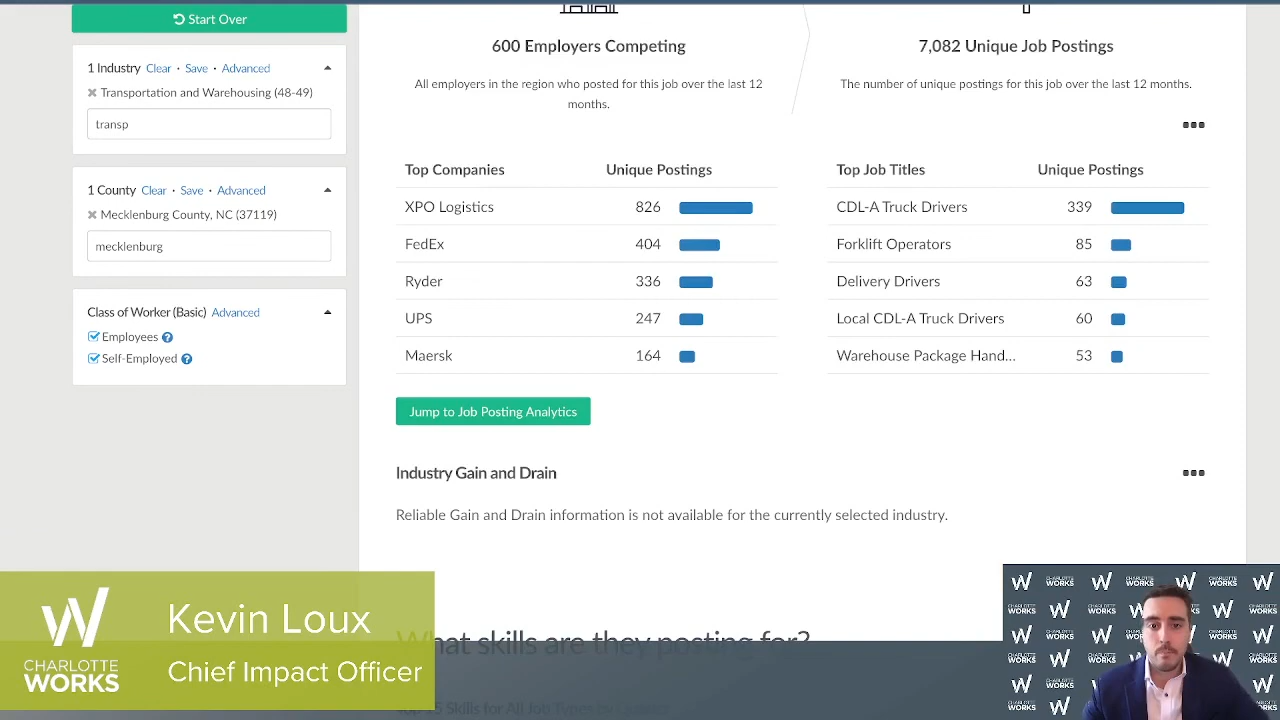 Start Over
1 Industry Clear · Save · Advanced
Transportation and Warehousing (48-49)
transp
1 County Clear · Save · Advanced
Mecklenburg County, NC (37119)
mecklenburg
Class of Worker (Basic) Advanced
Employees
Self-Employed
600 Employers Competing
All employers in the region who posted for this job over the last 12
months.
7,082 Unique Job Postings
The number of unique postings for this job over the last 12 months.
Top Companies Unique Postings
XPO Logistics 826
FedEx 404
Ryder 336
UPS 247
Maersk 164
Top Job Titles Unique Postings
CDL-A Truck Drivers 339
Forklift Operators 85
Delivery Drivers 63
Local CDL-A Truck Drivers 60
Warehouse Package Hand... 53
Jump to Job Posting Analytics
Industry Gain and Drain
Reliable Gain and Drain information is not available for the currently selected industry.
What skills are they posting for?
Kevin Loux
Chief Impact Officer
CHARLOTTE
WORKS